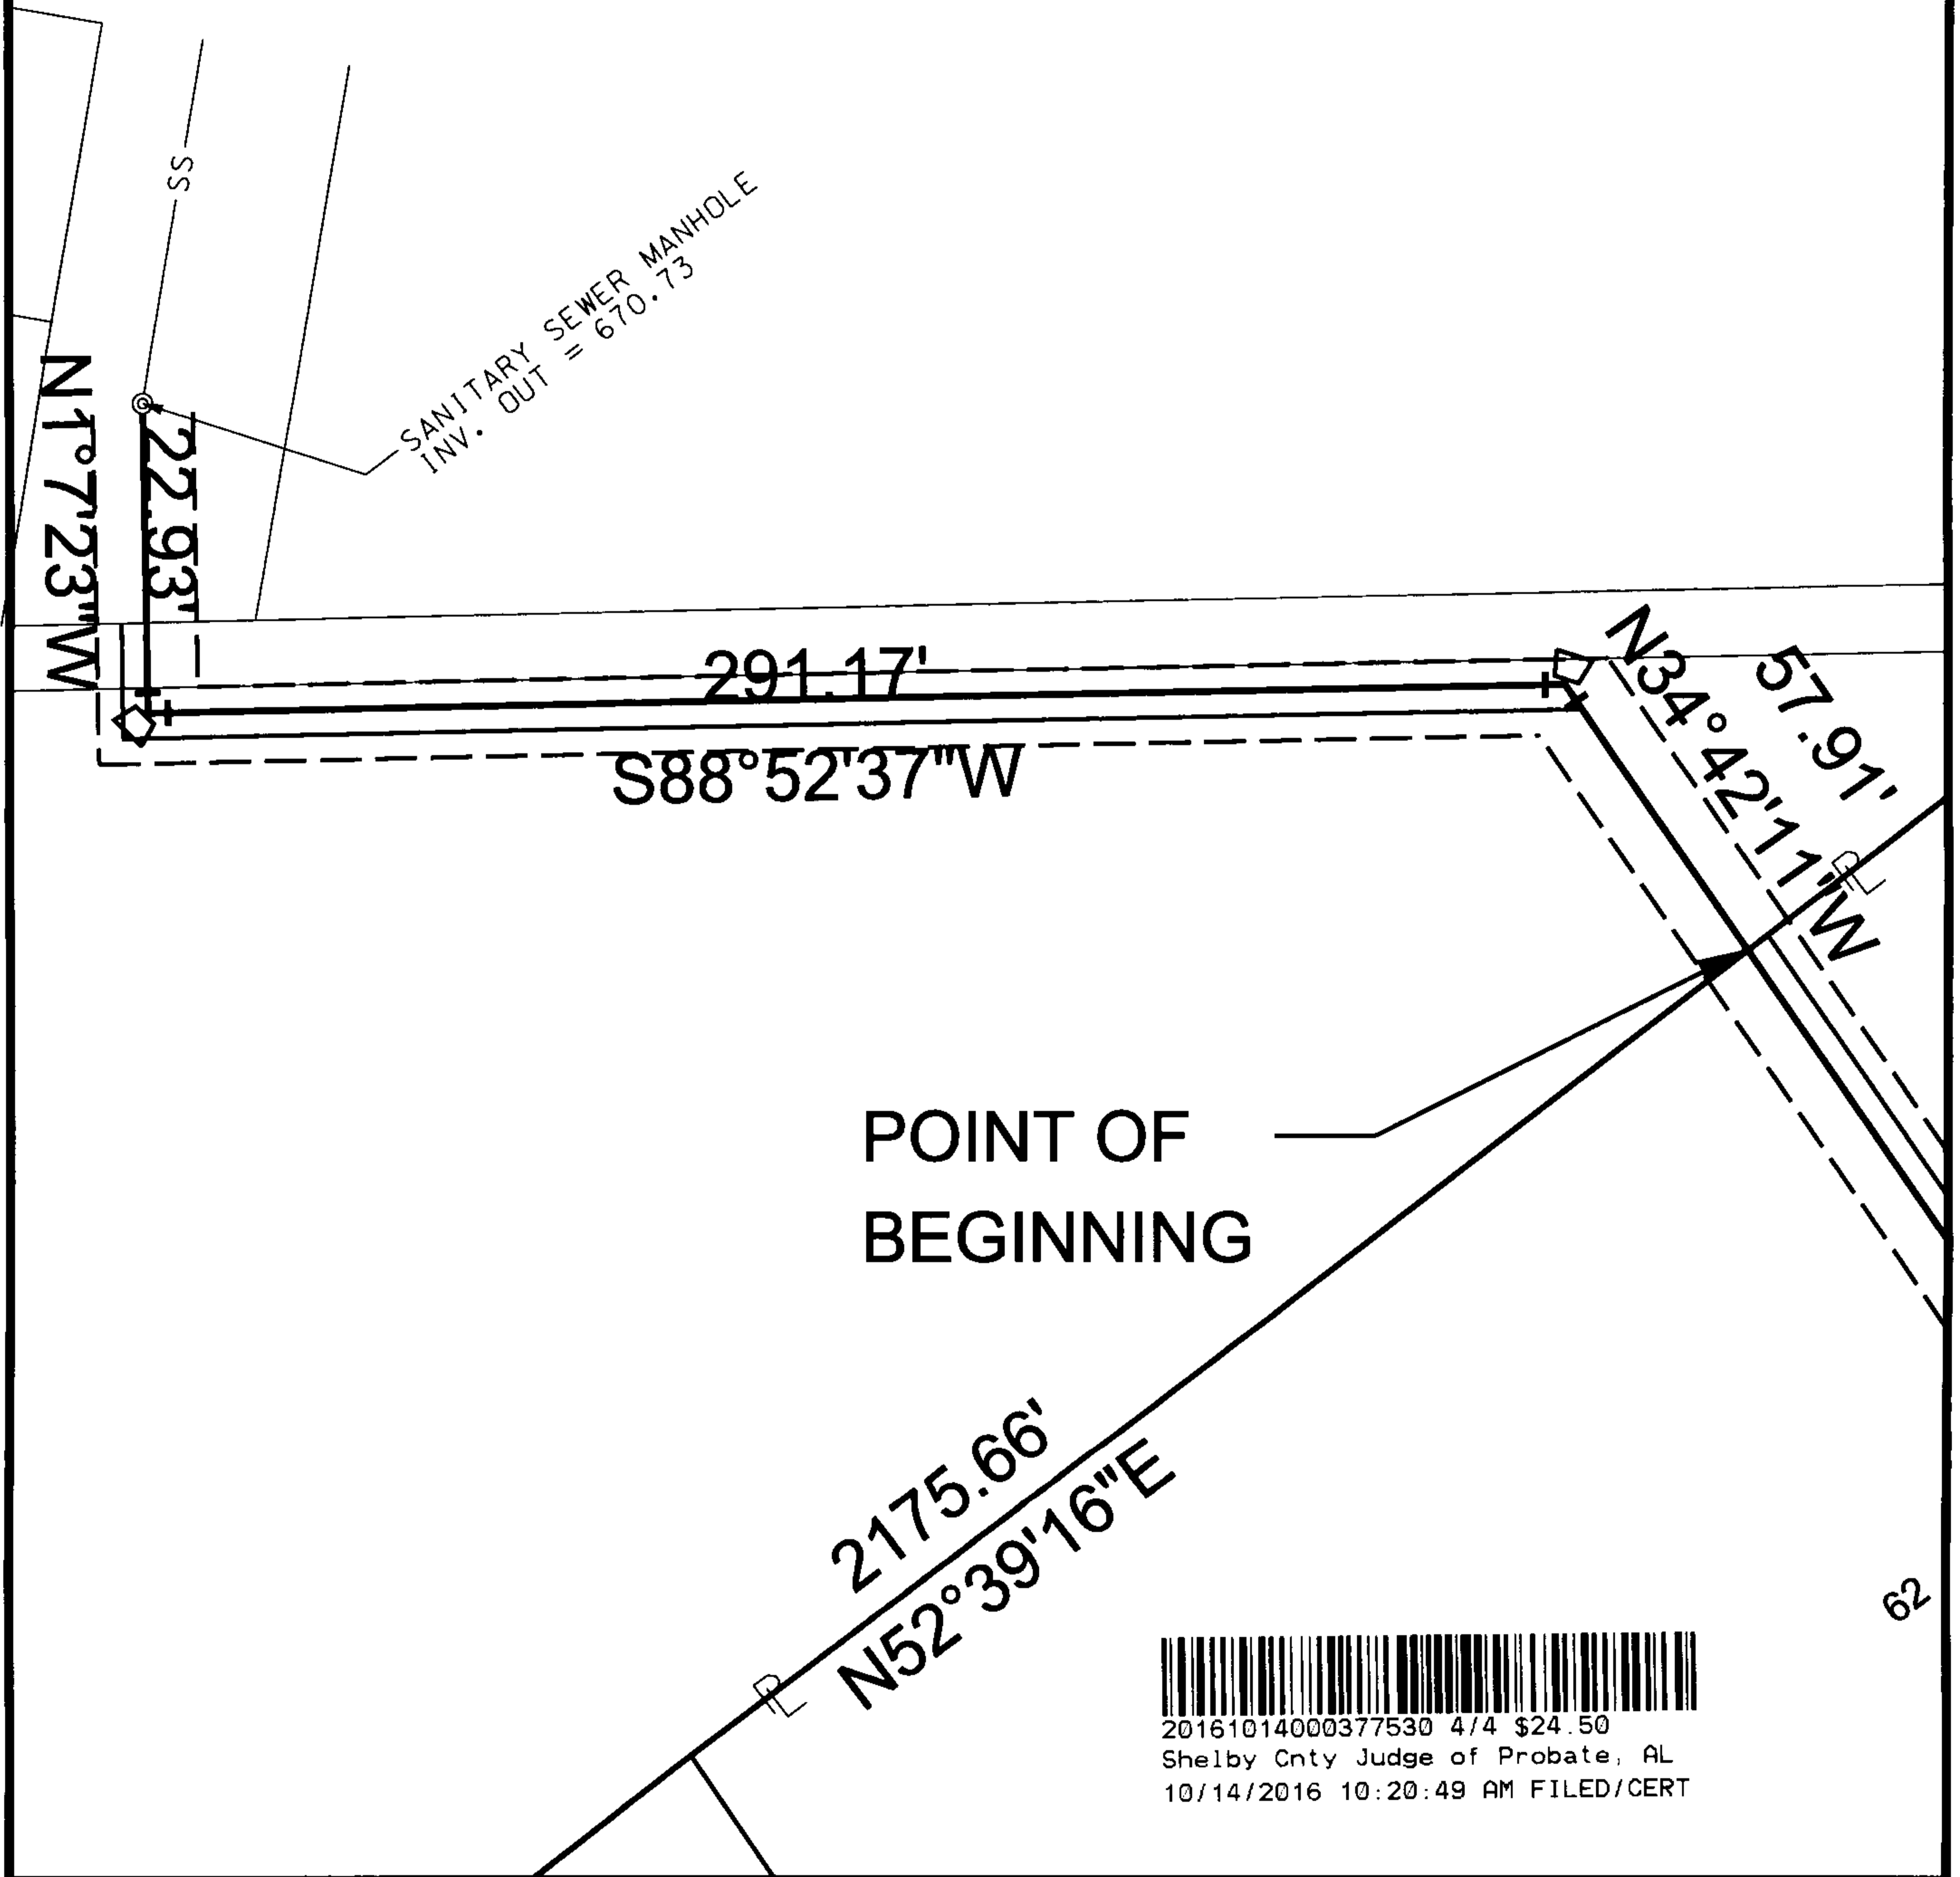 SS
SANITARY SEWER MANHOLE
INV. OUT = 670.73
N1°7'23"W
22.93'
291.17'
S88°52'37"W
57.91'
N34°42'11"W
PL
POINT OF
BEGINNING
2175.66'
N52°39'16"E
PL
62
20161014000377530 4/4 $24.50
Shelby Cnty Judge of Probate, AL
10/14/2016 10:20:49 AM FILED/CERT